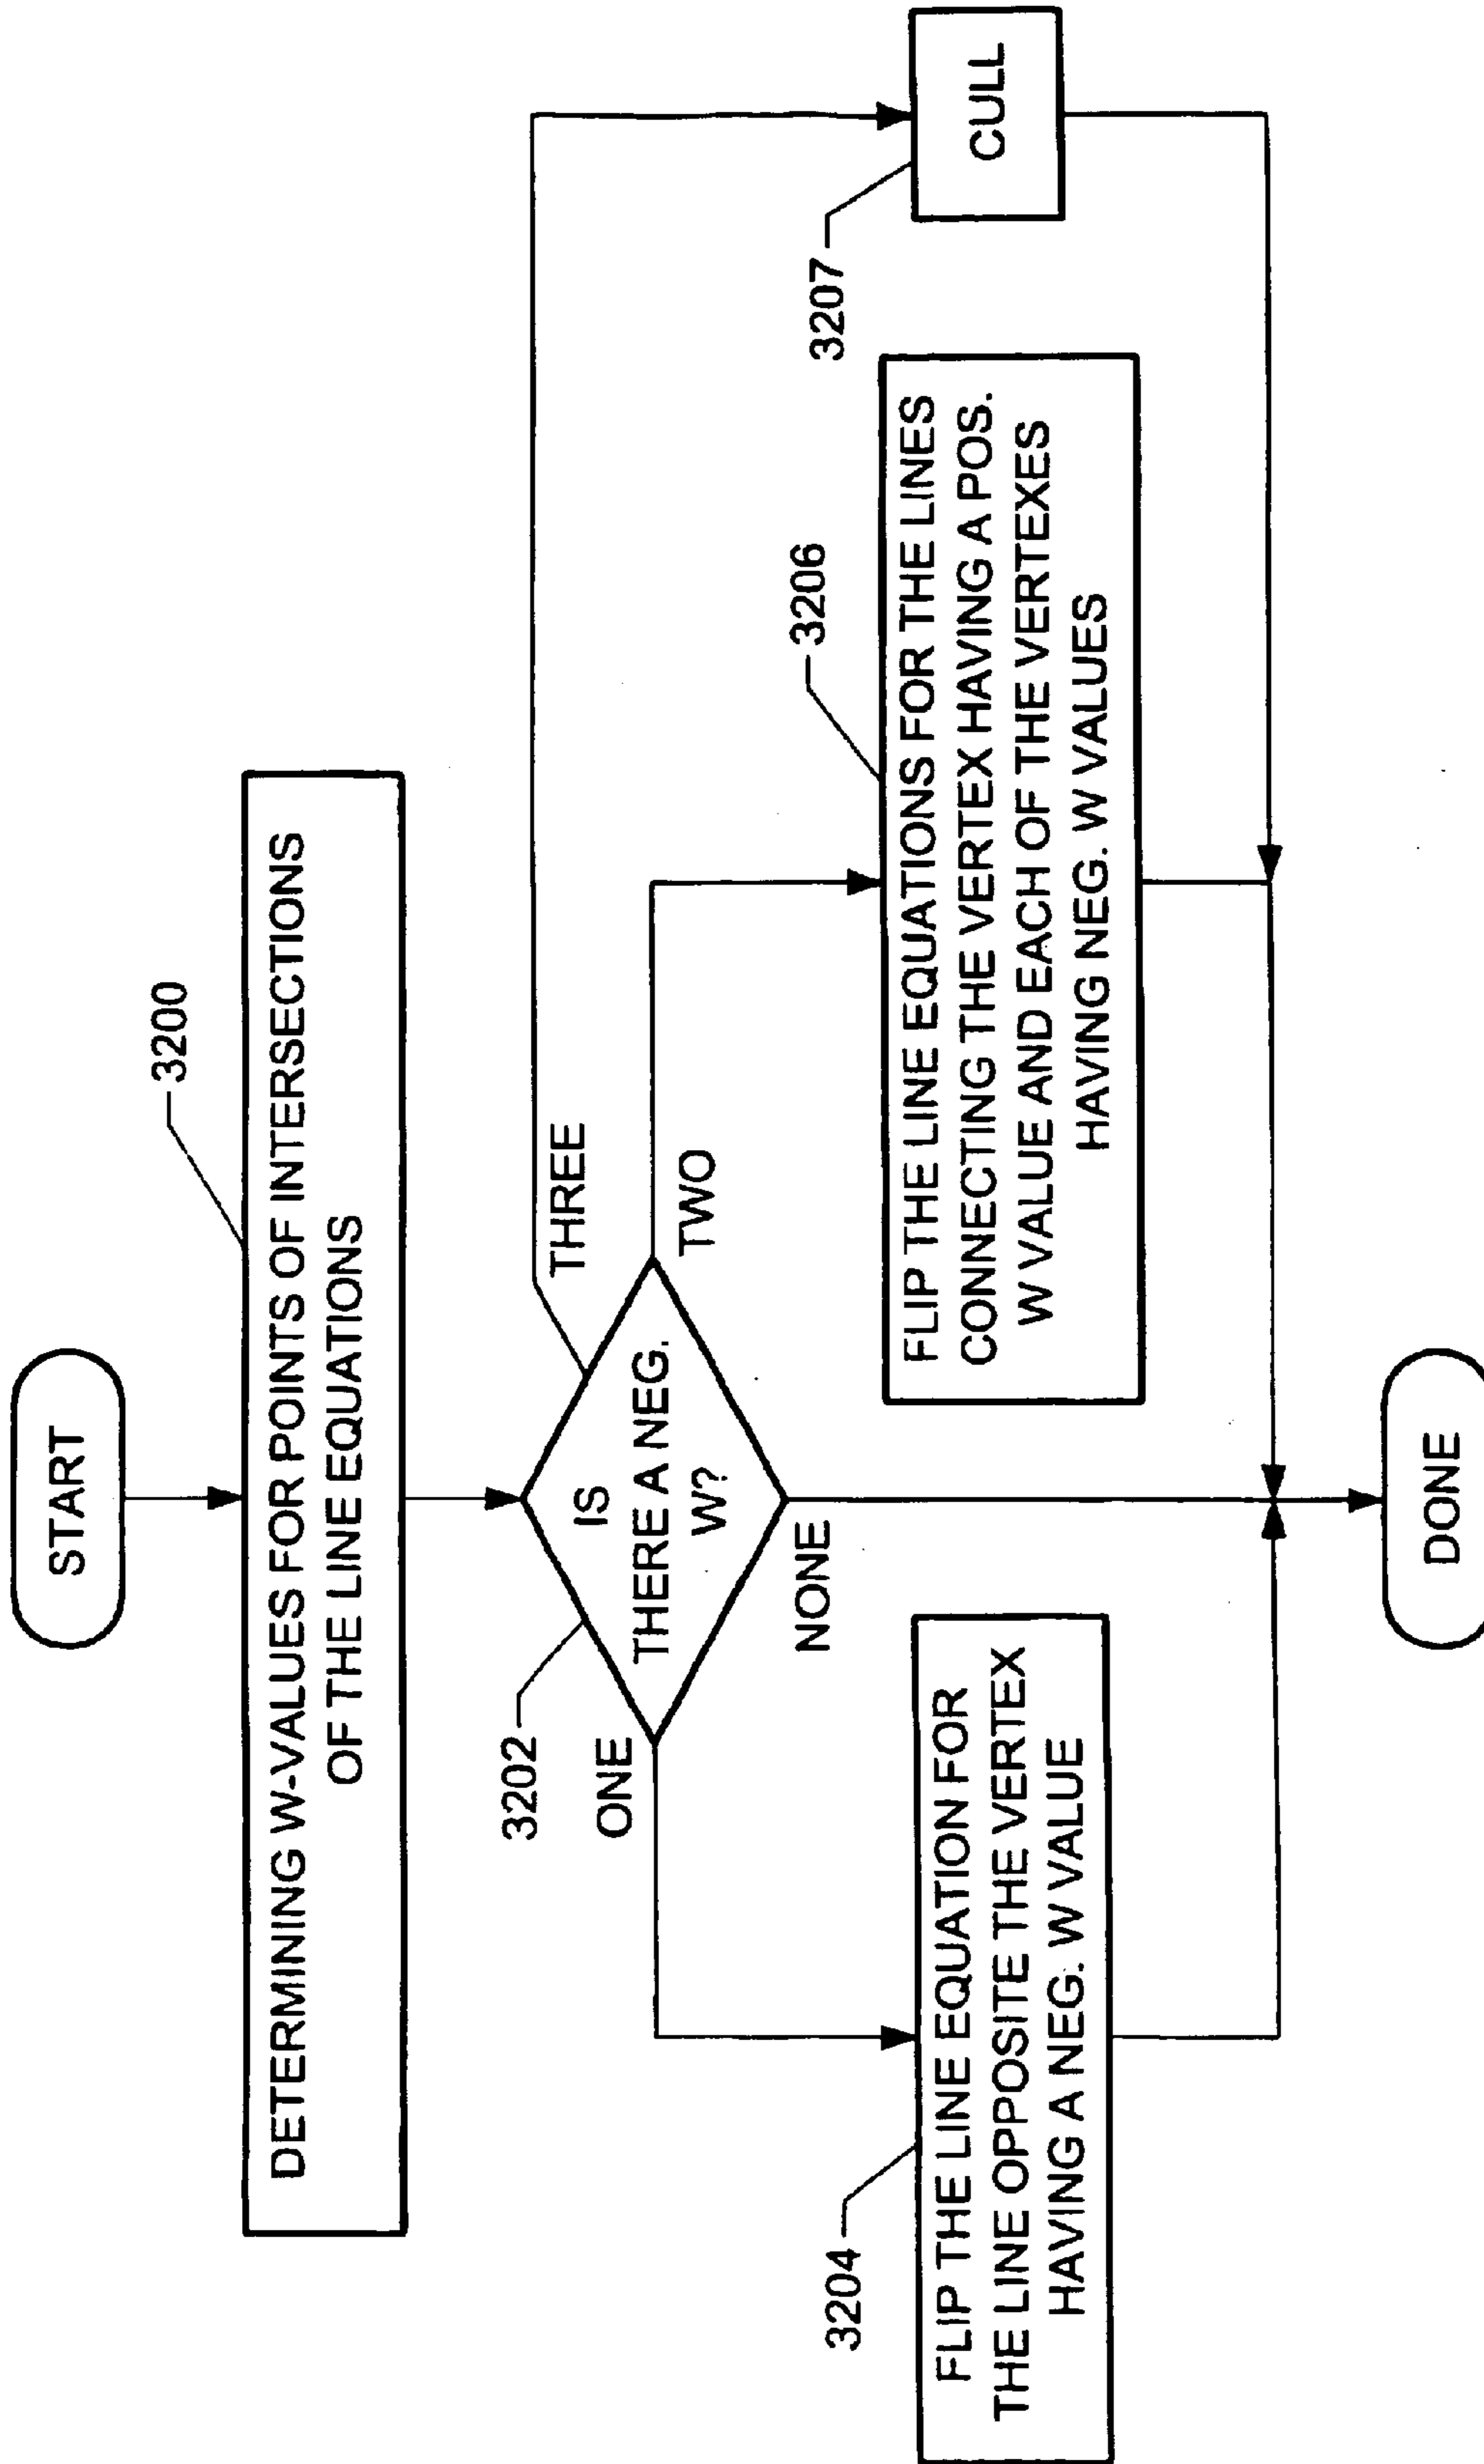 START
3200
DETERMINING W-VALUES FOR POINTS OF INTERSECTIONS
OF THE LINE EQUATIONS
3202
IS
THERE A NEG.
W?
ONE
NONE
TWO
THREE
3204
FLIP THE LINE EQUATION FOR
THE LINE OPPOSITE THE VERTEX
HAVING A NEG. W VALUE
3206
FLIP THE LINE EQUATIONS FOR THE LINES
CONNECTING THE VERTEX HAVING A POS.
W VALUE AND EACH OF THE VERTEXES
HAVING NEG. W VALUES
3207
CULL
DONE